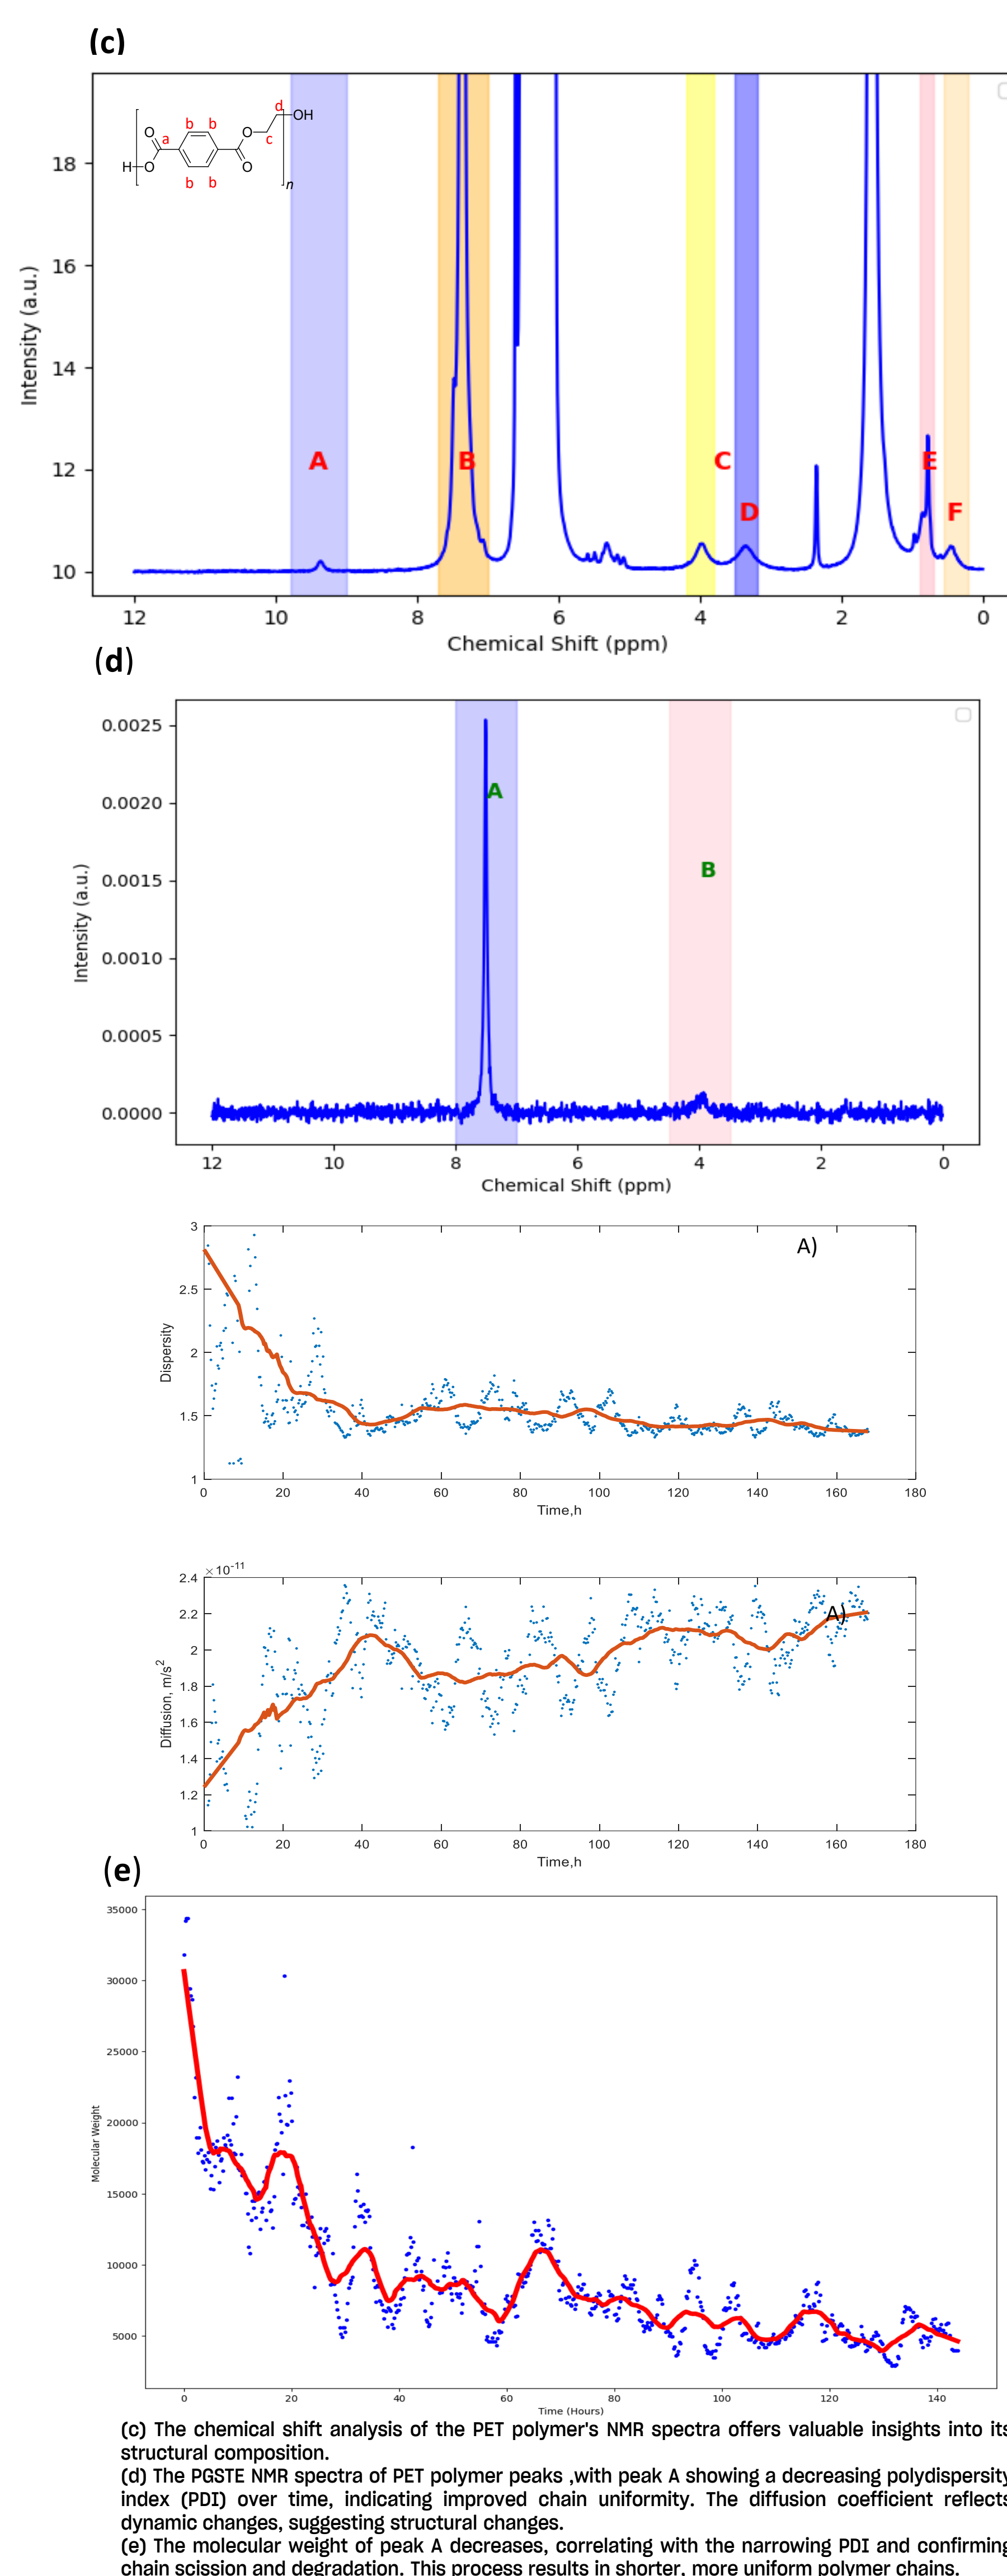 (c)
d
OH
O
b
b
O
a
c
H
O
O
b
b
n
A
B
C
D
E
F
Intensity (a.u.)
18
16
14
12
10
12
10
8
6
4
2
0
Chemical Shift (ppm)
(d)
0.0025
0.0020
0.0015
0.0010
0.0005
0.0000
Intensity (a.u.)
A
B
12
10
8
6
4
2
0
Chemical Shift (ppm)
3
2.5
2
1.5
1
Dispersity
A)
0
20
40
60
80
100
120
140
160
180
Time,h
×10-11
2.4
2.2
2
1.8
1.6
1.4
1.2
1
Diffusion, m/s2
A)
0
20
40
60
80
100
120
140
160
180
Time,h
(e)
35000
30000
25000
20000
15000
10000
5000
Molecular Weight
0
20
40
60
80
100
120
140
Time (Hours)
(c) The chemical shift analysis of the PET polymer's NMR spectra offers valuable insights into its
structural composition.
(d) The PGSTE NMR spectra of PET polymer peaks ,with peak A showing a decreasing polydispersity
index (PDI) over time, indicating improved chain uniformity. The diffusion coefficient reflects
dynamic changes, suggesting structural changes.
(e) The molecular weight of peak A decreases, correlating with the narrowing PDI and confirming
chain scission and degradation. This process results in shorter, more uniform polymer chains.